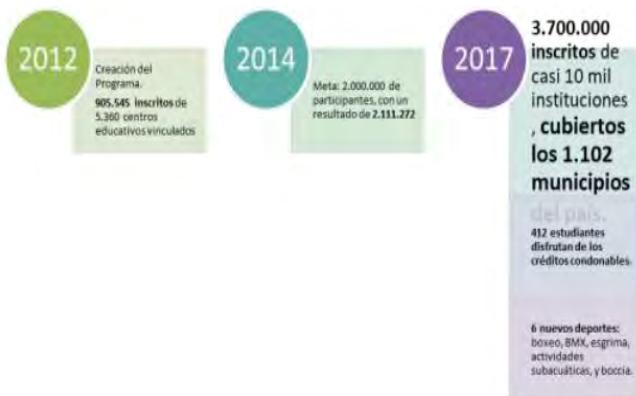 2012
Creación del
Programa.
905.545 inscritos de
5.360 centros
educativos vinculados
2014
Meta: 2.000.000 de
participantes, con un
resultado de 2.111.272
2017
3.700.000
inscritos de
casi 10 mil
instituciones
, cubiertos
los 1.102
municipios
del país.
412 estudiantes
disfrutan de los
créditos condonables.
6 nuevos deportes:
boxeo, BMX, esgrima,
actividades
subacuáticas, y boccia.